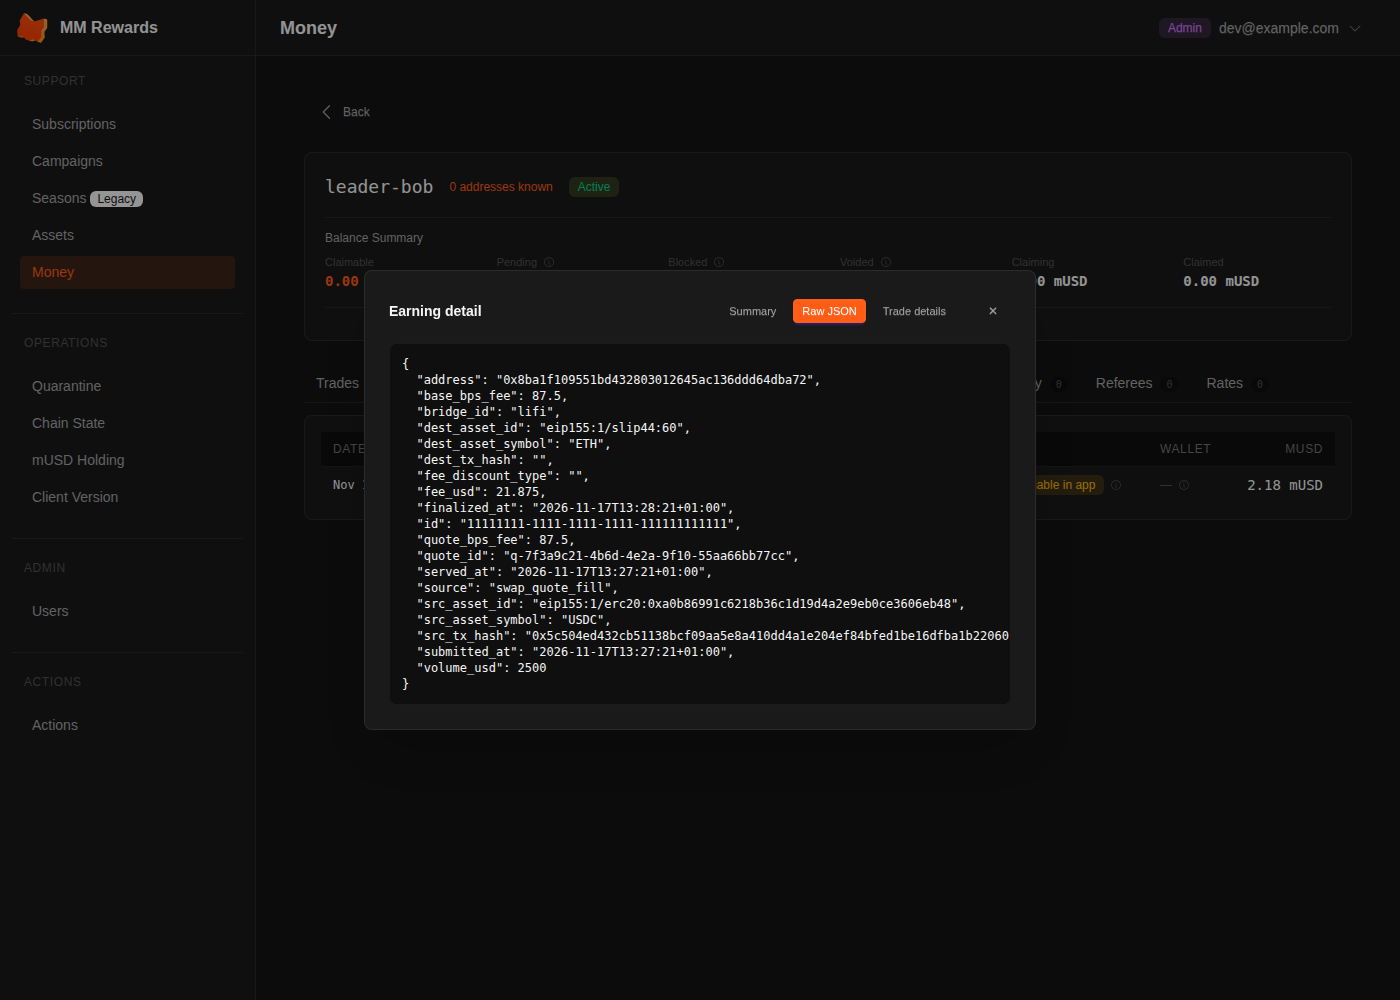 MM Rewards
Money
Admin
dev@example.com
SUPPORT
Subscriptions
Campaigns
Seasons Legacy
Assets
Money
OPERATIONS
Quarantine
Chain State
mUSD Holding
Client Version
ADMIN
Users
ACTIONS
Actions
Back
leader-bob 0 addresses known Active
Balance Summary
Claimable Pending Blocked Voided Claiming Claimed
0.00 0 mUSD 0.00 mUSD
Trades y 0 Referees 0 Rates 0
DATE WALLET MUSD
Nov able in app — 2.18 mUSD
Earning detail Summary Raw JSON Trade details ×
{
  "address": "0x8ba1f109551bd432803012645ac136ddd64dba72",
  "base_bps_fee": 87.5,
  "bridge_id": "lifi",
  "dest_asset_id": "eip155:1/slip44:60",
  "dest_asset_symbol": "ETH",
  "dest_tx_hash": "",
  "fee_discount_type": "",
  "fee_usd": 21.875,
  "finalized_at": "2026-11-17T13:28:21+01:00",
  "id": "11111111-1111-1111-1111-111111111111",
  "quote_bps_fee": 87.5,
  "quote_id": "q-7f3a9c21-4b6d-4e2a-9f10-55aa66bb77cc",
  "served_at": "2026-11-17T13:27:21+01:00",
  "source": "swap_quote_fill",
  "src_asset_id": "eip155:1/erc20:0xa0b86991c6218b36c1d19d4a2e9eb0ce3606eb48",
  "src_asset_symbol": "USDC",
  "src_tx_hash": "0x5c504ed432cb51138bcf09aa5e8a410dd4a1e204ef84bfed1be16dfba1b22060
  "submitted_at": "2026-11-17T13:27:21+01:00",
  "volume_usd": 2500
}